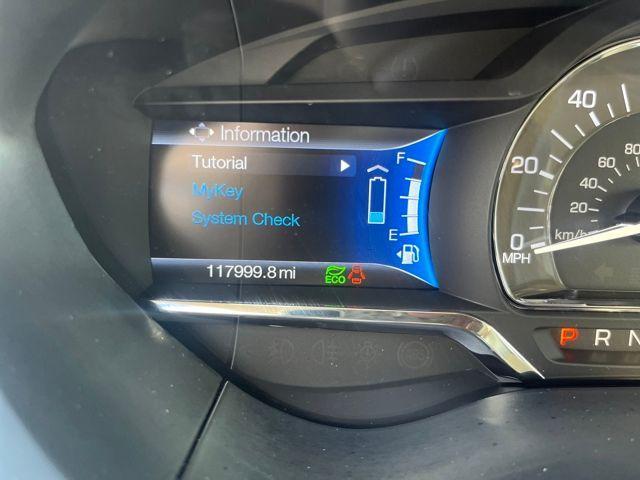 Information
Tutorial
MyKey
System Check
117999.8 mi
ECO
F
E
40
20
0
MPH
80
60
40
20
km/h
P R N